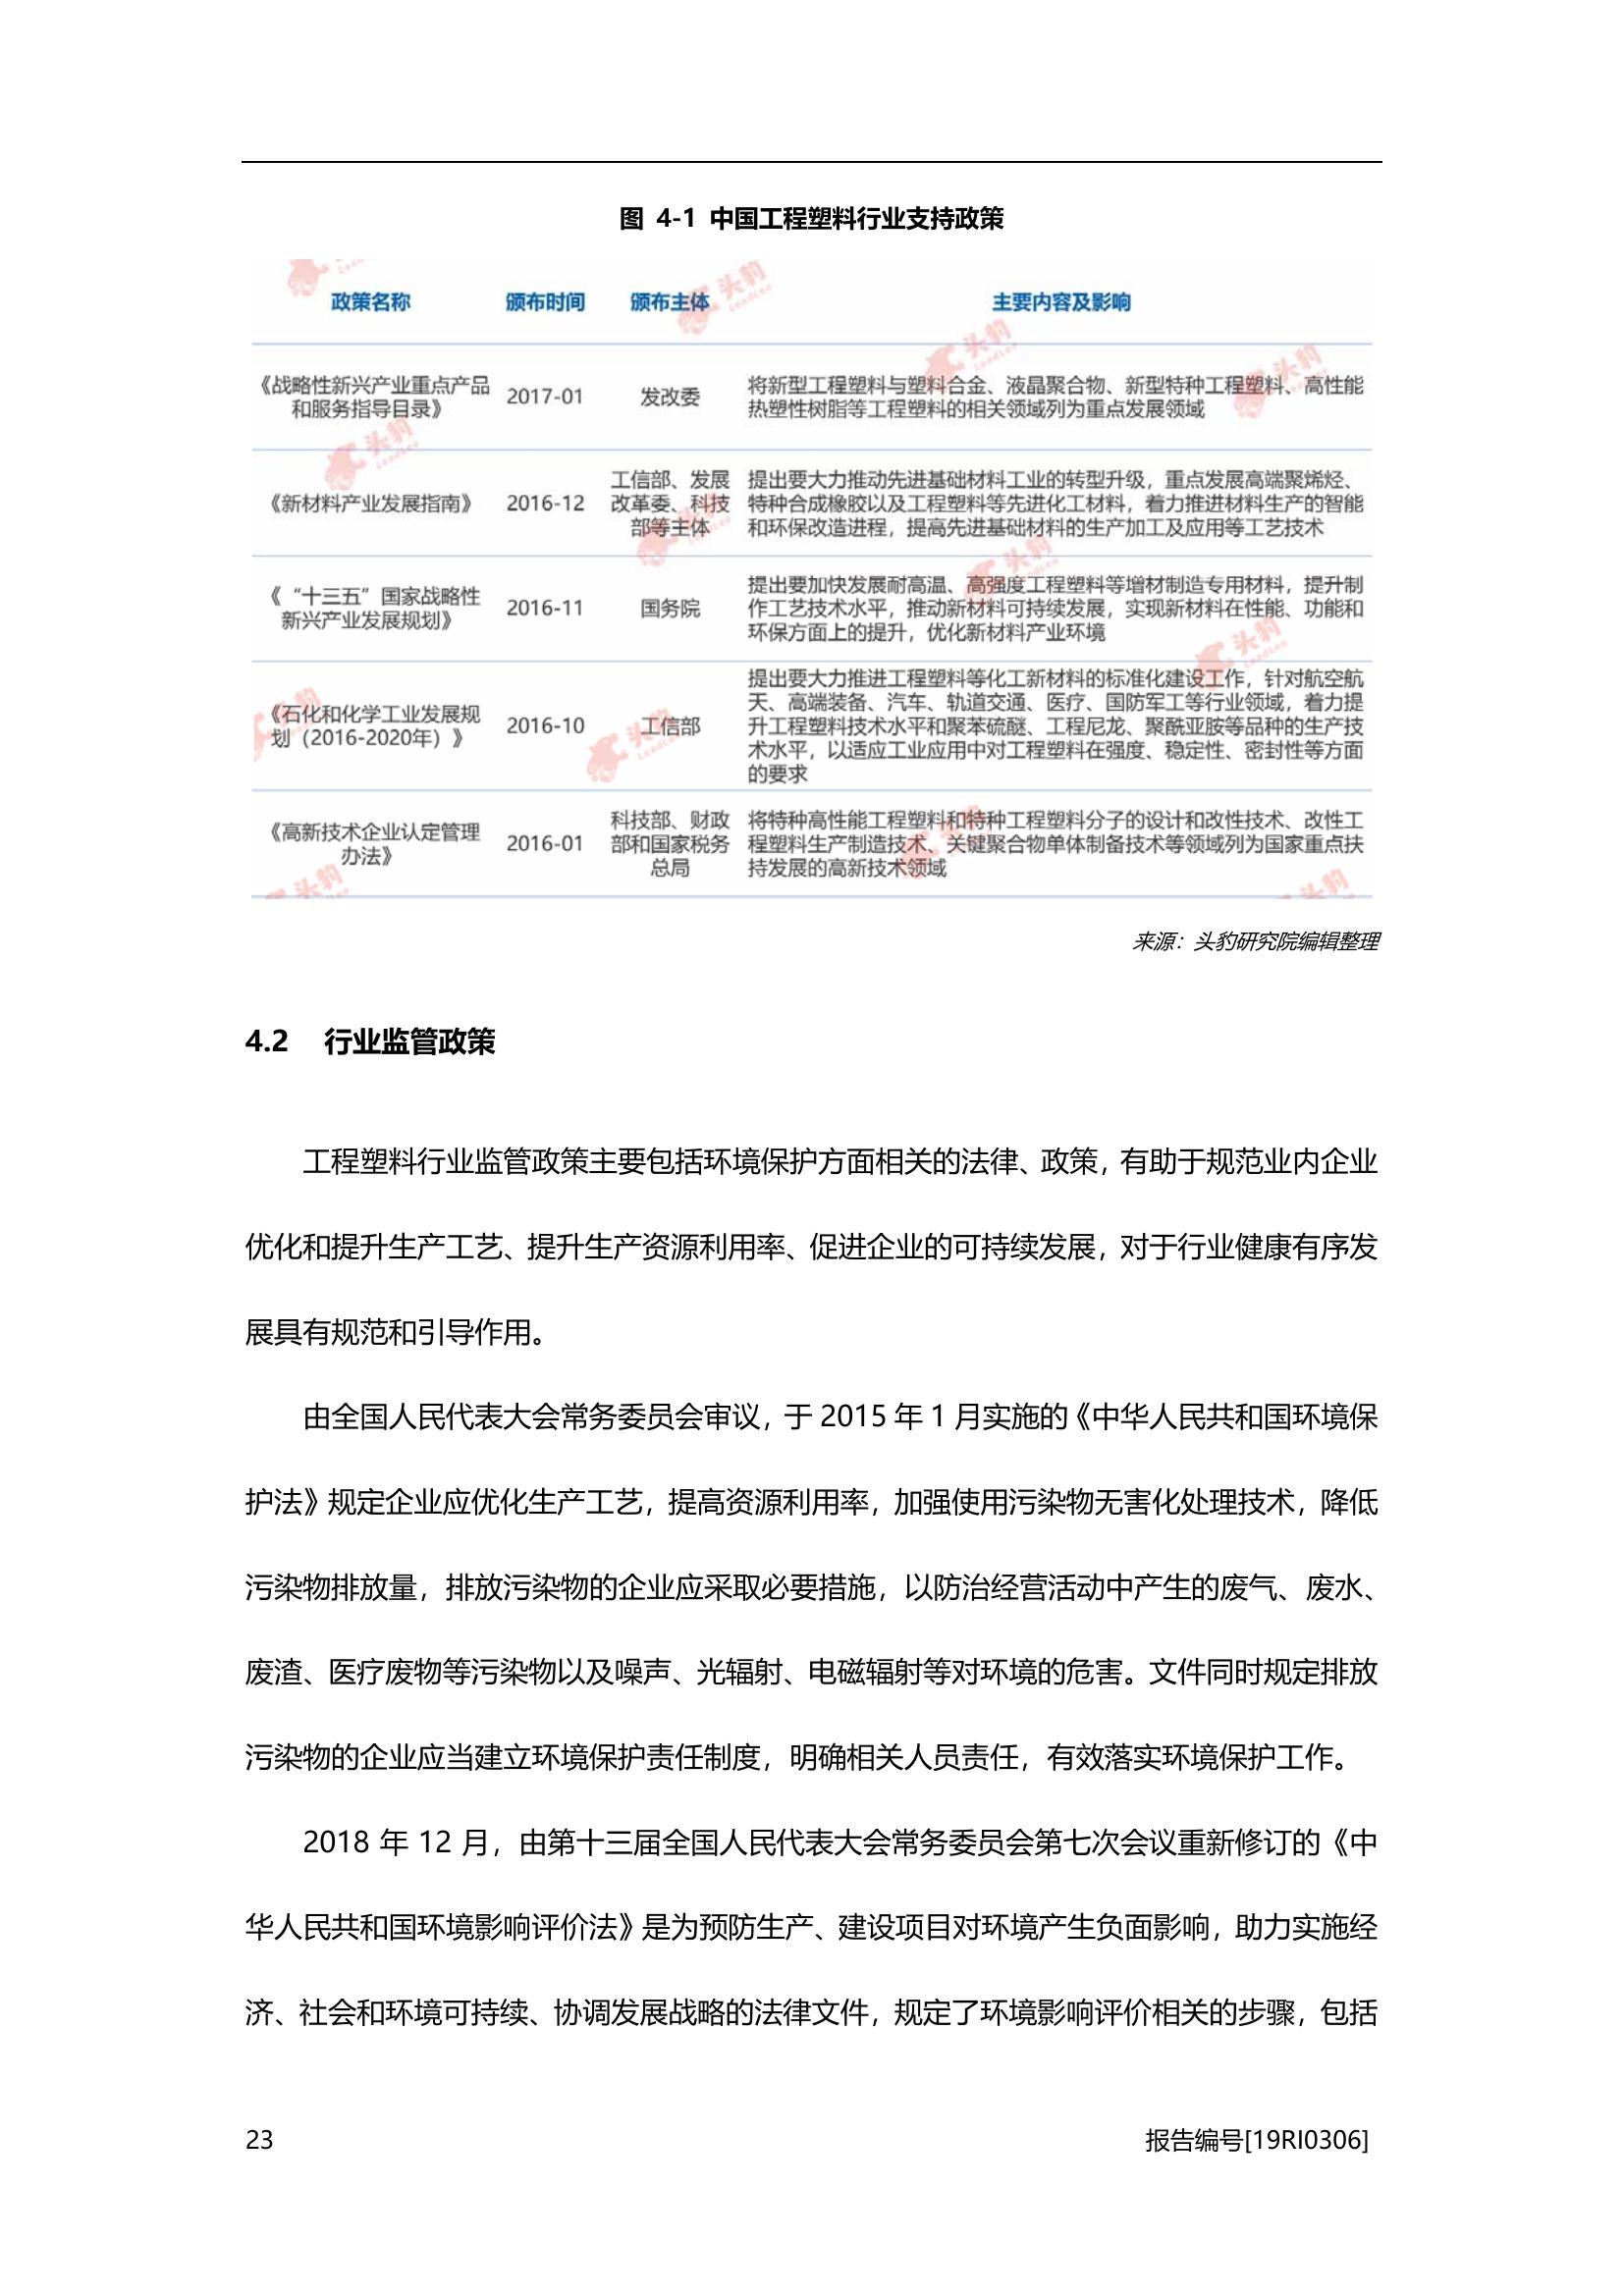 图 4-1 中国工程塑料行业支持政策
政策名称 颁布时间 颁布主体 主要内容及影响
《战略性新兴产业重点产品
和服务指导目录》
2017-01
发改委
将新型工程塑料与塑料合金、液晶聚合物、新型特种工程塑料、高性能
热塑性树脂等工程塑料的相关领域列为重点发展领域
《新材料产业发展指南》
2016-12
工信部、发展
改革委、科技
部等主体
提出要大力推动先进基础材料工业的转型升级，重点发展高端聚烯烃、
特种合成橡胶以及工程塑料等先进化工材料，着力推进材料生产的智能
和环保改造进程，提高先进基础材料的生产加工及应用等工艺技术
《“十三五”国家战略性
新兴产业发展规划》
2016-11
国务院
提出要加快发展耐高温、高强度工程塑料等增材制造专用材料，提升制
作工艺技术水平，推动新材料可持续发展，实现新材料在性能、功能和
环保方面上的提升，优化新材料产业环境
《石化和化学工业发展规
划（2016-2020年）》
2016-10
工信部
提出要大力推进工程塑料等化工新材料的标准化建设工作，针对航空航
天、高端装备、汽车、轨道交通、医疗、国防军工等行业领域，着力提
升工程塑料技术水平和聚苯硫醚、工程尼龙、聚酰亚胺等品种的生产技
术水平，以适应工业应用中对工程塑料在强度、稳定性、密封性等方面
的要求
《高新技术企业认定管理
办法》
2016-01
科技部、财政
部和国家税务
总局
将特种高性能工程塑料和特种工程塑料分子的设计和改性技术、改性工
程塑料生产制造技术、关键聚合物单体制备技术等领域列为国家重点扶
持发展的高新技术领域
来源：头豹研究院编辑整理
4.2 行业监管政策
工程塑料行业监管政策主要包括环境保护方面相关的法律、政策，有助于规范业内企业
优化和提升生产工艺、提升生产资源利用率、促进企业的可持续发展，对于行业健康有序发
展具有规范和引导作用。
由全国人民代表大会常务委员会审议，于 2015 年 1 月实施的《中华人民共和国环境保
护法》规定企业应优化生产工艺，提高资源利用率，加强使用污染物无害化处理技术，降低
污染物排放量，排放污染物的企业应采取必要措施，以防治经营活动中产生的废气、废水、
废渣、医疗废物等污染物以及噪声、光辐射、电磁辐射等对环境的危害。文件同时规定排放
污染物的企业应当建立环境保护责任制度，明确相关人员责任，有效落实环境保护工作。
2018 年 12 月，由第十三届全国人民代表大会常务委员会第七次会议重新修订的《中
华人民共和国环境影响评价法》是为预防生产、建设项目对环境产生负面影响，助力实施经
济、社会和环境可持续、协调发展战略的法律文件，规定了环境影响评价相关的步骤，包括
23 报告编号[19RI0306]